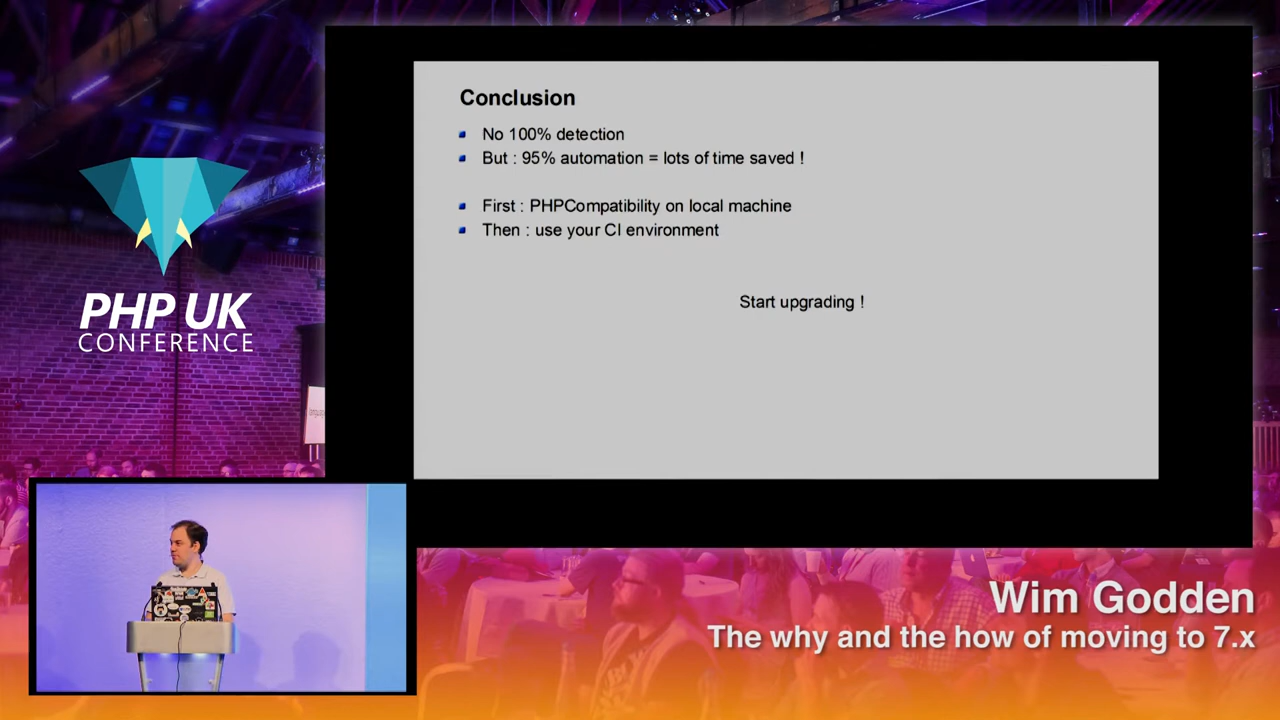 Conclusion
No 100% detection
But : 95% automation = lots of time saved !
First : PHPCompatibility on local machine
Then : use your CI environment
Start upgrading !
PHP UK
CONFERENCE
Wim Godden
The why and the how of moving to 7.x